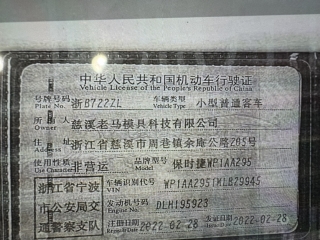 中华人民共和国机动车行驶证
Vehicle License of the People's Republic of China
号牌号码 浙B722ZL 车辆类型 小型普通客车
Plate No. Vehicle Type
所有人 慈溪老马模具科技有限公司
Owner
住址 浙江省慈溪市周巷镇余庵公路295号
使用性质 非营运 品牌型号 保时捷WP1AA295
浙江省宁波 车辆识别代号
市公安局交 VIN
通警察支队 发动机号码 DLH195923
Engine No.
注册日期 2022-02-28 发证日期 2022-02-28
Register Date Issue Date